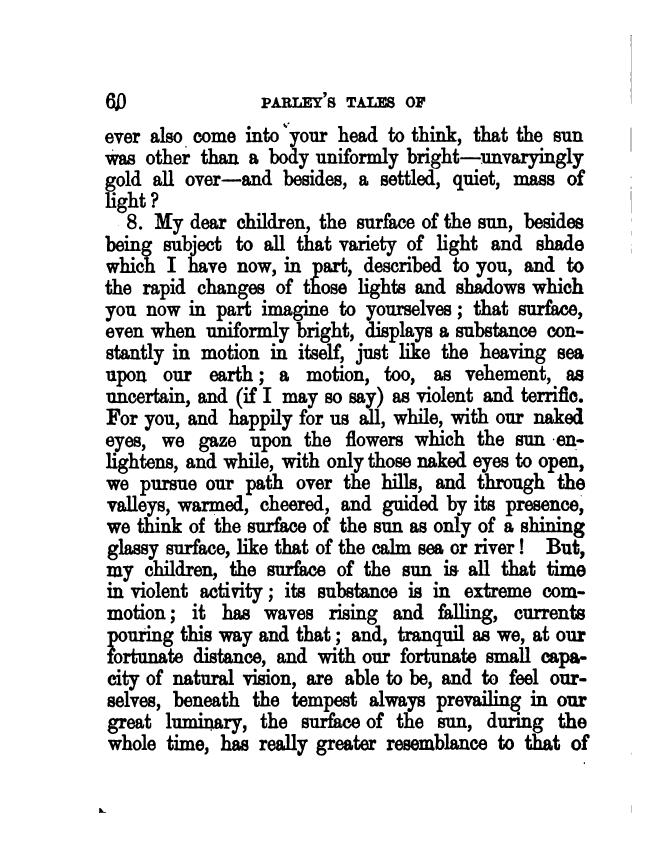 60 PARLEY'S TALES OF
ever also come into your head to think, that the sun
was other than a body uniformly bright—unvaryingly
gold all over—and besides, a settled, quiet, mass of
light?
8. My dear children, the surface of the sun, besides
being subject to all that variety of light and shade
which I have now, in part, described to you, and to
the rapid changes of those lights and shadows which
you now in part imagine to yourselves; that surface,
even when uniformly bright, displays a substance con-
stantly in motion in itself, just like the heaving sea
upon our earth; a motion, too, as vehement, as
uncertain, and (if I may so say) as violent and terrific.
For you, and happily for us all, while, with our naked
eyes, we gaze upon the flowers which the sun en-
lightens, and while, with only those naked eyes to open,
we pursue our path over the hills, and through the
valleys, warmed, cheered, and guided by its presence,
we think of the surface of the sun as only of a shining
glassy surface, like that of the calm sea or river! But,
my children, the surface of the sun is all that time
in violent activity; its substance is in extreme com-
motion; it has waves rising and falling, currents
pouring this way and that; and, tranquil as we, at our
fortunate distance, and with our fortunate small capa-
city of natural vision, are able to be, and to feel our-
selves, beneath the tempest always prevailing in our
great luminary, the surface of the sun, during the
whole time, has really greater resemblance to that of